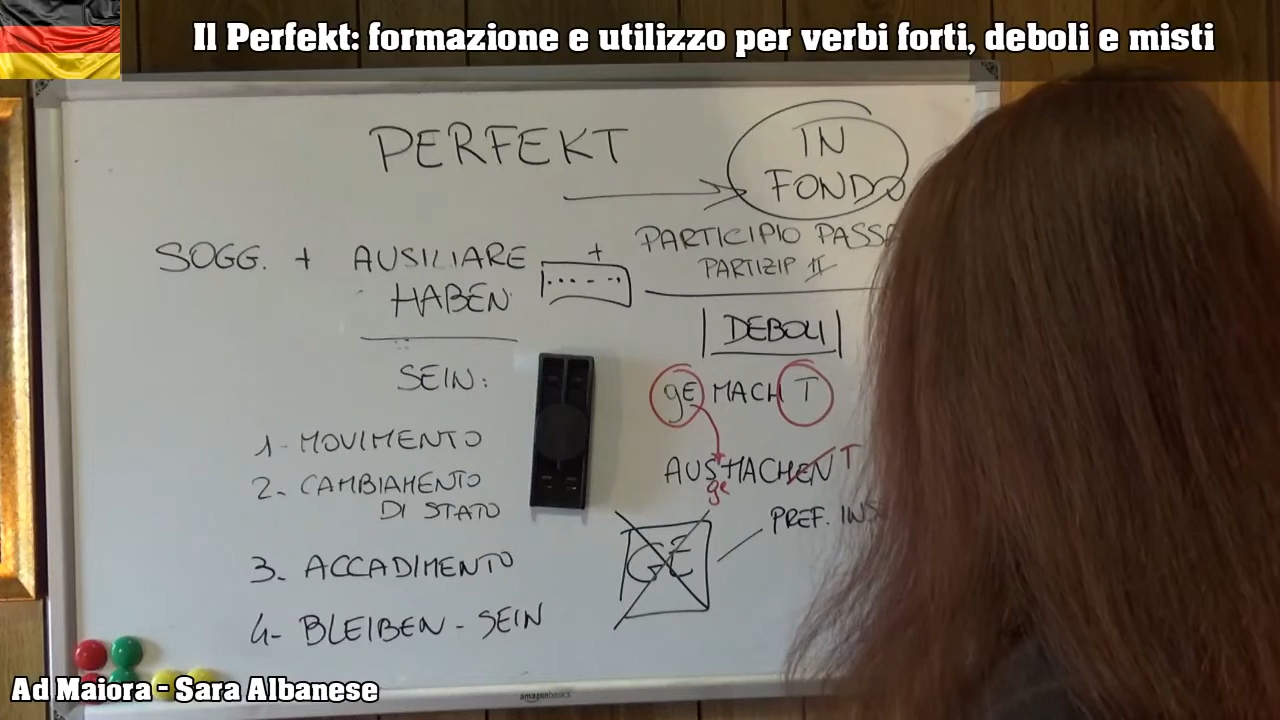 Il Perfekt: formazione e utilizzo per verbi forti, deboli e misti
PERFEKT
IN
FONDO
SOGG. + AUSILIARE + PARTICIPIO PASSA
HABEN
PARTIZIP II
DEBOLI
SEIN:
gE MACH T
1- MOVIMENTO
2- CAMBIAMENTO
DI STATO
AUSMACHEN T
ge
PREF. INS
GE
3- ACCADIMENTO
4- BLEIBEN - SEIN
Ad Maiora - Sara Albanese
amazonbasics